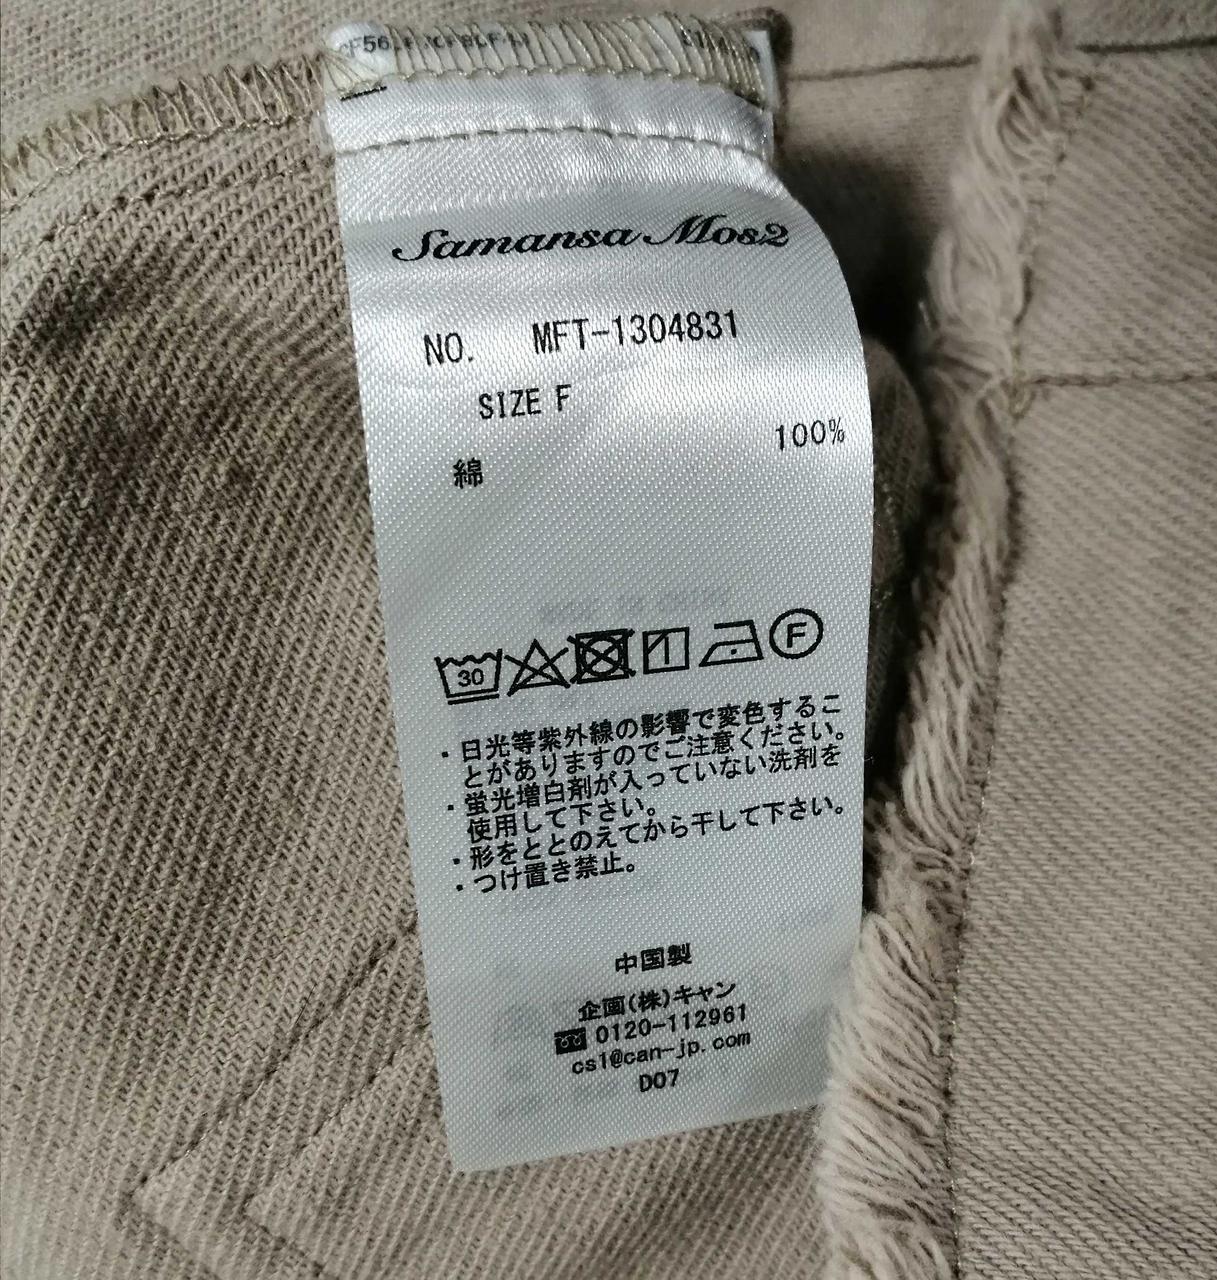 Samansa Mos2
NO. MFT-1304831
SIZE F
綿 100%
30
F
・日光等紫外線の影響で変色するこ
とがありますのでご注意ください。
・蛍光増白剤が入っていない洗剤を
使用して下さい。
・形をととのえてから干して下さい。
・つけ置き禁止。
中国製
企画(株)キャン
0120-112961
cs1@can-jp.com
D07